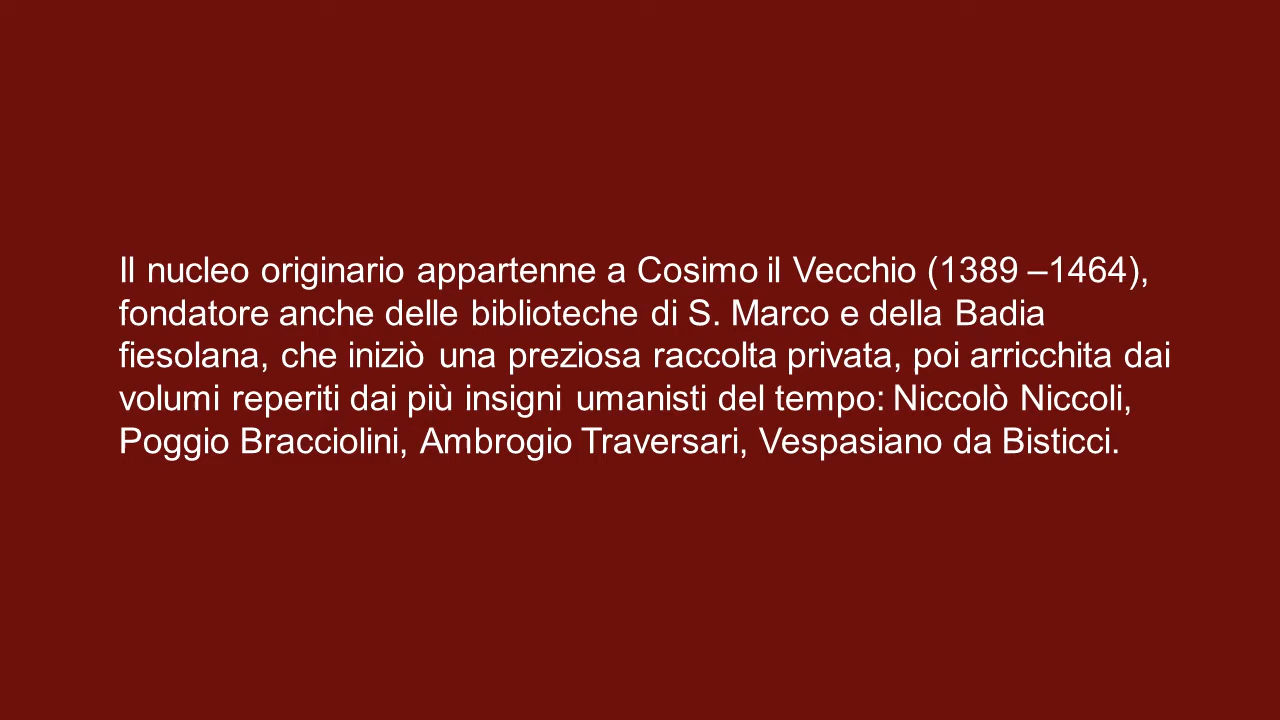 Il nucleo originario appartenne a Cosimo il Vecchio (1389 –1464),
fondatore anche delle biblioteche di S. Marco e della Badia
fiesolana, che iniziò una preziosa raccolta privata, poi arricchita dai
volumi reperiti dai più insigni umanisti del tempo: Niccolò Niccoli,
Poggio Bracciolini, Ambrogio Traversari, Vespasiano da Bisticci.